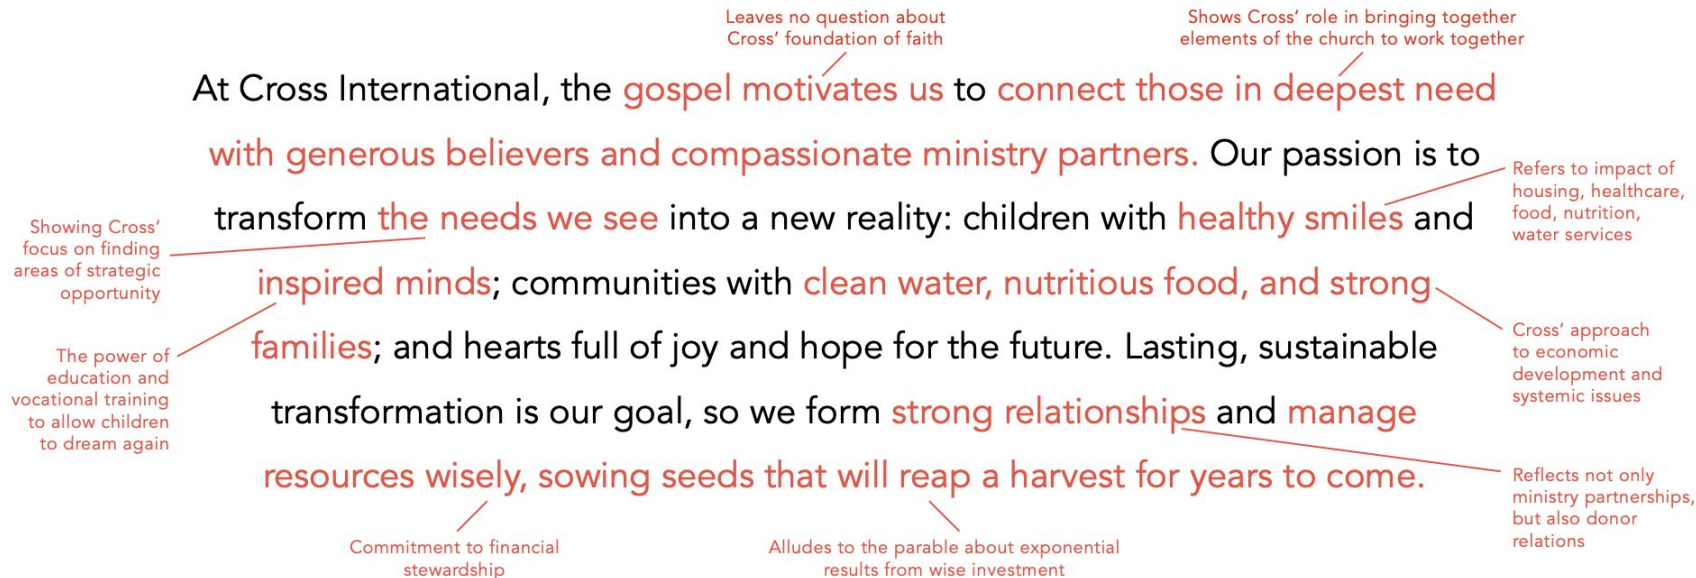 Leaves no question about
Cross’ foundation of faith
Shows Cross’ role in bringing together
elements of the church to work together
At Cross International, the gospel motivates us to connect those in deepest need
with generous believers and compassionate ministry partners. Our passion is to
transform the needs we see into a new reality: children with healthy smiles and
inspired minds; communities with clean water, nutritious food, and strong
families; and hearts full of joy and hope for the future. Lasting, sustainable
transformation is our goal, so we form strong relationships and manage
resources wisely, sowing seeds that will reap a harvest for years to come.
Refers to impact of
housing, healthcare,
food, nutrition,
water services
Showing Cross’
focus on finding
areas of strategic
opportunity
The power of
education and
vocational training
to allow children
to dream again
Cross’ approach
to economic
development and
systemic issues
Reflects not only
ministry partnerships,
but also donor
relations
Commitment to financial
stewardship
Alludes to the parable about exponential
results from wise investment